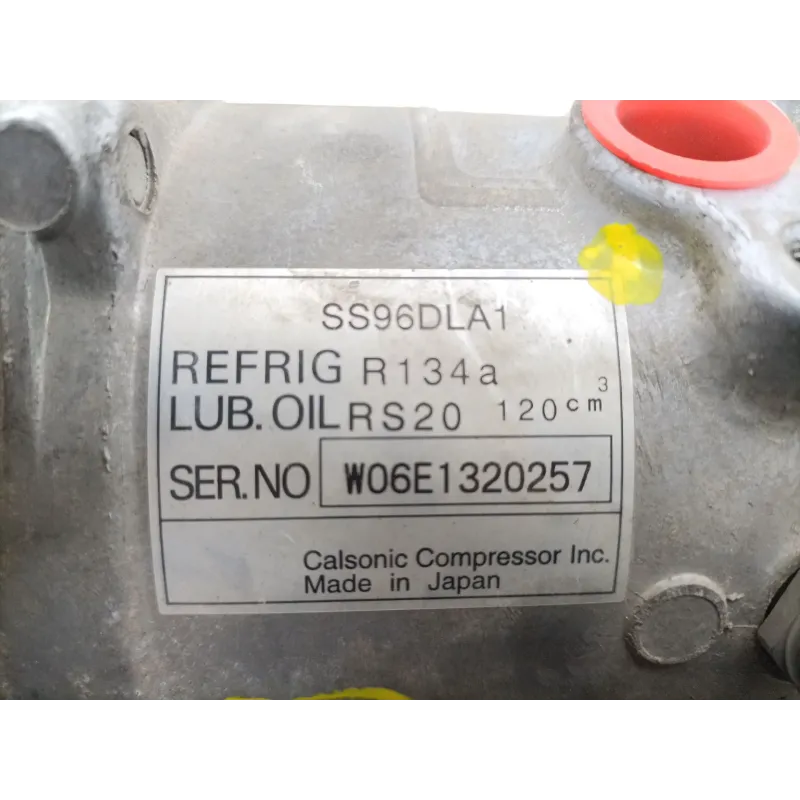 SS96DLA1
REFRIG R134a
LUB. OIL RS20 120cm³
SER. NO W06E1320257
Calsonic Compressor Inc.
Made in Japan